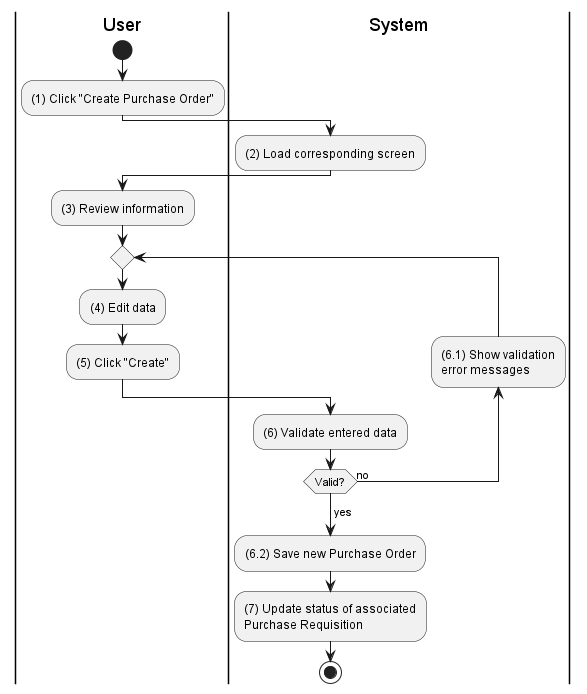 User
System
(1) Click "Create Purchase Order"
(2) Load corresponding screen
(3) Review information
(4) Edit data
(5) Click "Create"
(6.1) Show validation
error messages
(6) Validate entered data
Valid?
no
yes
(6.2) Save new Purchase Order
(7) Update status of associated
Purchase Requisition